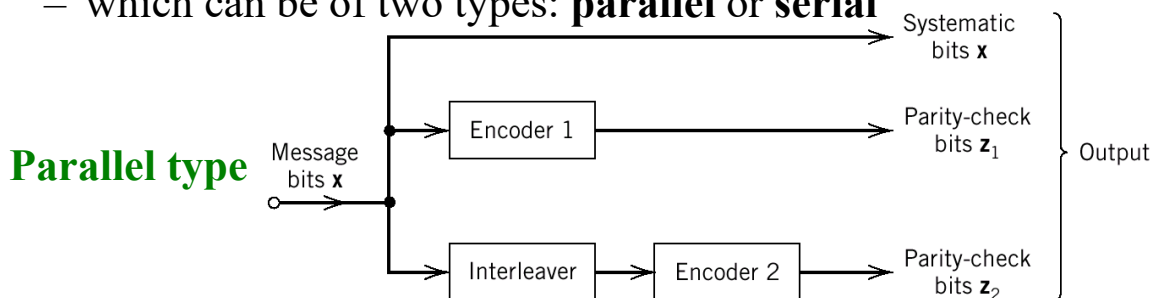 – which can be of two types: parallel or serial
Systematic
bits x
Encoder 1
Parity-check
bits z₁
Parallel type
Message
bits x
Output
Interleaver
Encoder 2
Parity-check
bits z₂